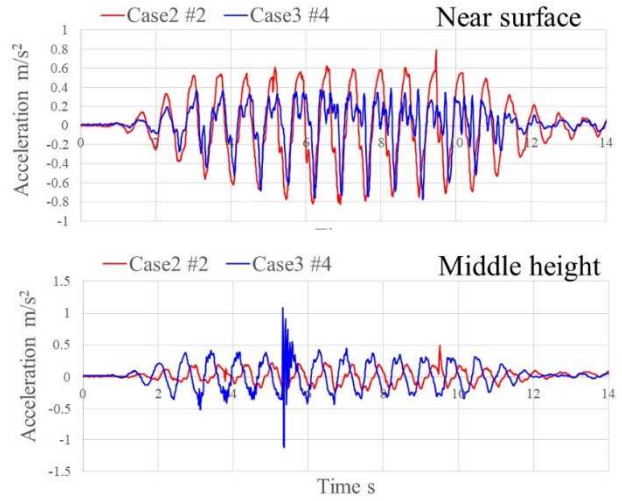 Case2 #2 Case3 #4 Near surface
Acceleration m/s²
1
0.8
0.6
0.4
0.2
0
-0.2
-0.4
-0.6
-0.8
-1
0 2 4 6 8 10 12 14
Case2 #2 Case3 #4 Middle height
Acceleration m/s²
1.5
1
0.5
0
-0.5
-1
-1.5
0 2 4 6 8 10 12 14
Time s